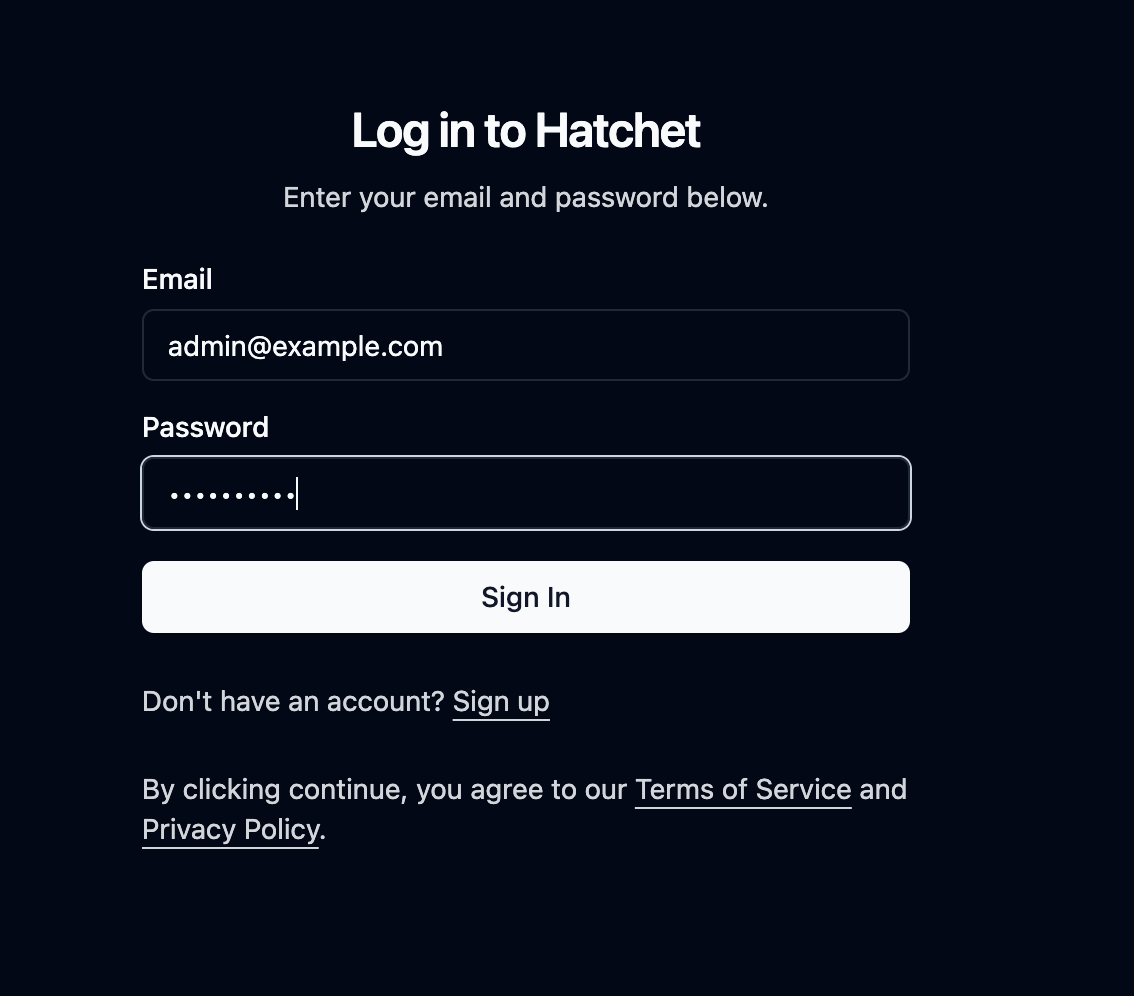 Log in to Hatchet
Enter your email and password below.
Email
admin@example.com
Password
••••••••••
Sign In
Don't have an account? Sign up
By clicking continue, you agree to our Terms of Service and
Privacy Policy.